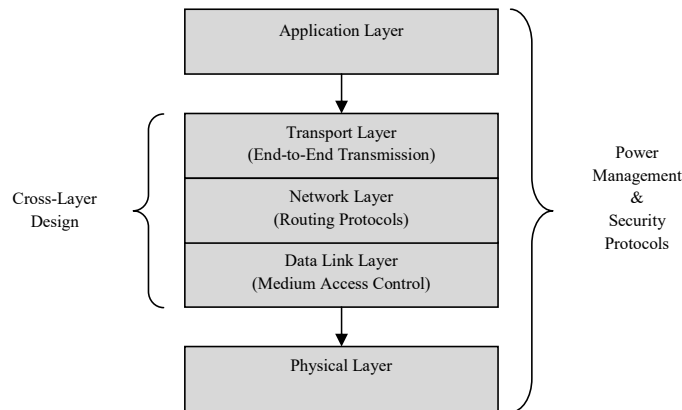 Application Layer
Transport Layer
(End-to-End Transmission)
Network Layer
(Routing Protocols)
Data Link Layer
(Medium Access Control)
Physical Layer
Cross-Layer
Design
Power
Management
&
Security
Protocols